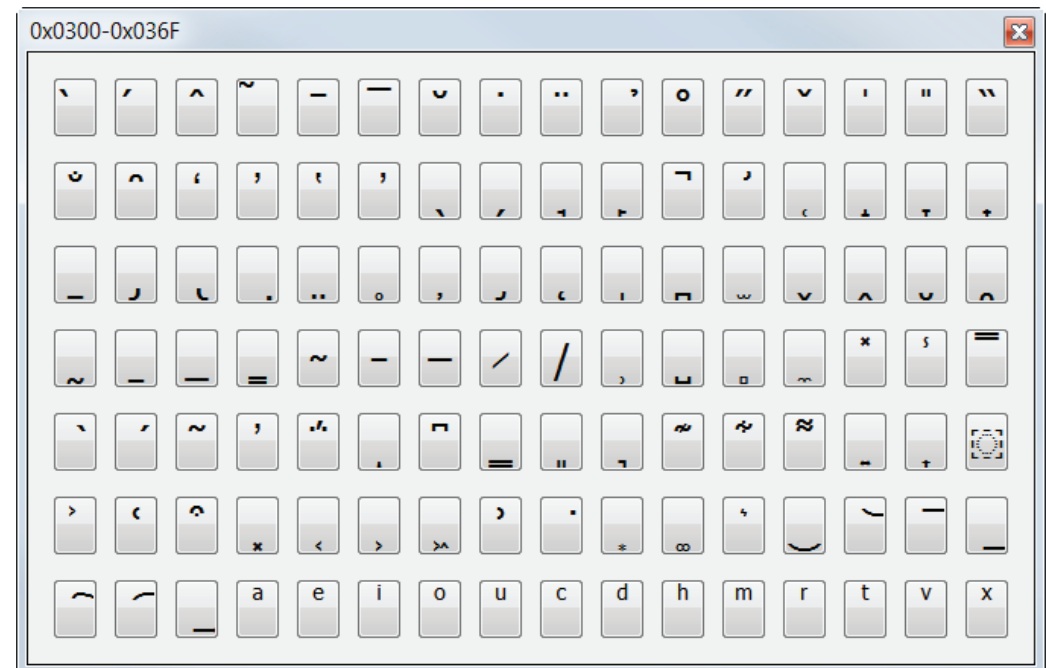 0x0300-0x036F
̀ ́ ̂ ̃ ̄ ̅ ̆ ̇ ̈ ̉ ̊ ̋ ̌ ̍ ̎ ̏
̐ ̑ ̒ ̓ ̔ ̕ ̖ ̗ ̘ ̙ ̚ ̛ ̜ ̝ ̞ ̟
̠ ̡ ̢ ̣ ̤ ̥ ̦ ̧ ̨ ̩ ̪ ̫ ̬ ̭ ̮ ̯
̰ ̱ ̲ ̳ ̴ ̵ ̶ ̷ ̸ ̹ ̺ ̻ ̼ ̽ ̾ ̿
̀ ́ ͂ ̓ ̈́ ͅ ͆ ͇ ͈ ͉ ͊ ͋ ͌ ͍ ͎ ͏
͐ ͑ ͒ ͓ ͔ ͕ ͖ ͗ ͘ ͙ ͚ ͛ ͜ ͝ ͞ ͟
͠ ͡ ͢ ͣ ͤ ͥ ͦ ͧ ͨ ͩ ͪ ͫ ͬ ͭ ͮ ͯ